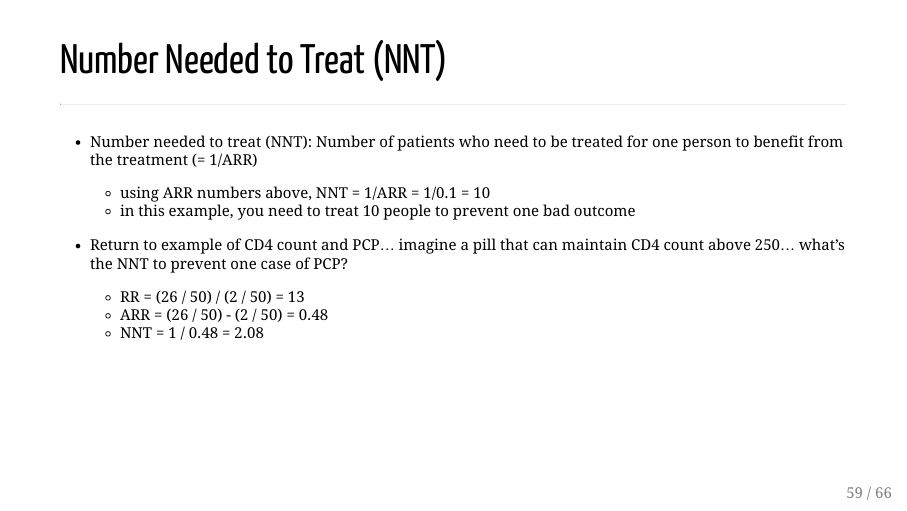 Number Needed to Treat (NNT)
• Number needed to treat (NNT): Number of patients who need to be treated for one person to benefit from
the treatment (= 1/ARR)
◦ using ARR numbers above, NNT = 1/ARR = 1/0.1 = 10
◦ in this example, you need to treat 10 people to prevent one bad outcome
• Return to example of CD4 count and PCP… imagine a pill that can maintain CD4 count above 250… what’s
the NNT to prevent one case of PCP?
◦ RR = (26 / 50) / (2 / 50) = 13
◦ ARR = (26 / 50) - (2 / 50) = 0.48
◦ NNT = 1 / 0.48 = 2.08
59 / 66